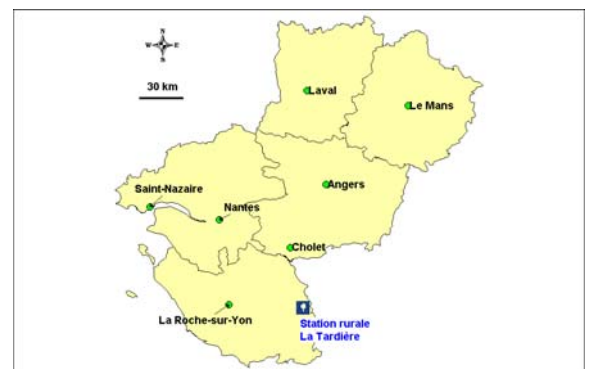 N
W E
S
30 km
Laval
Le Mans
Angers
Saint-Nazaire
Nantes
Cholet
La Roche-sur-Yon
Station rurale
La Tardière